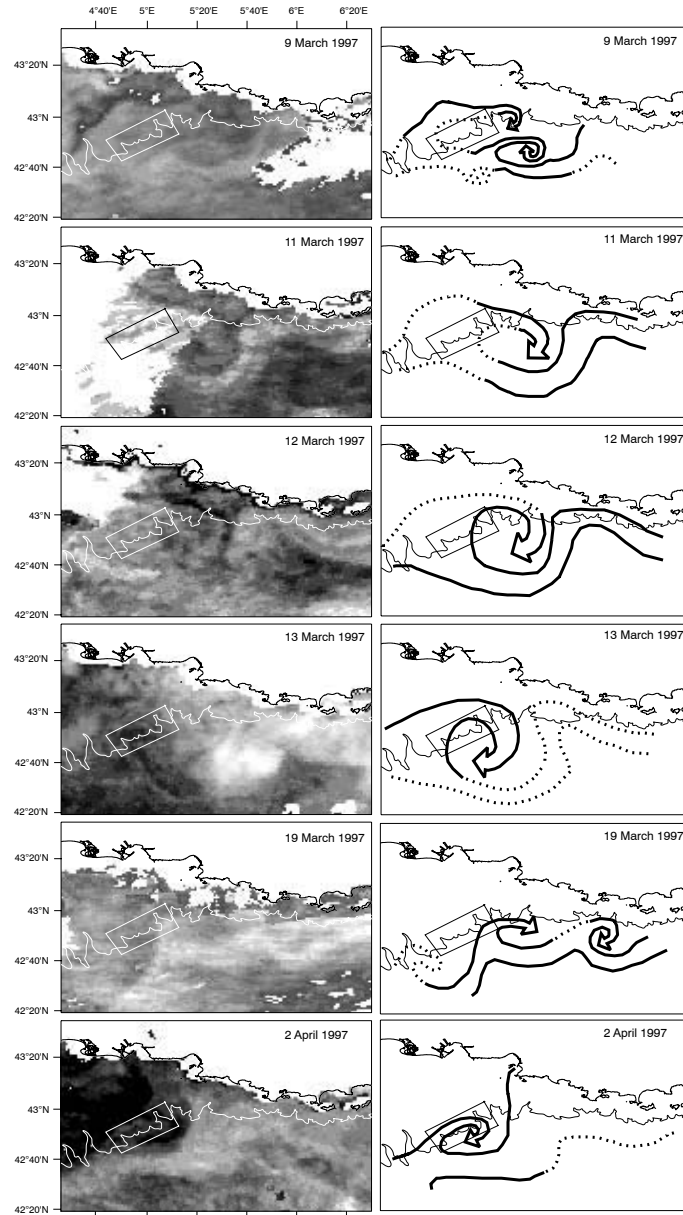 4°40'E 5°E 5°20'E 5°40'E 6°E 6°20'E
9 March 1997 9 March 1997
43°20'N
43°N
42°40'N
42°20'N
11 March 1997 11 March 1997
43°20'N
43°N
42°40'N
42°20'N
12 March 1997 12 March 1997
43°20'N
43°N
42°40'N
42°20'N
13 March 1997 13 March 1997
43°20'N
43°N
42°40'N
42°20'N
19 March 1997 19 March 1997
43°20'N
43°N
42°40'N
42°20'N
2 April 1997 2 April 1997
43°20'N
43°N
42°40'N
42°20'N